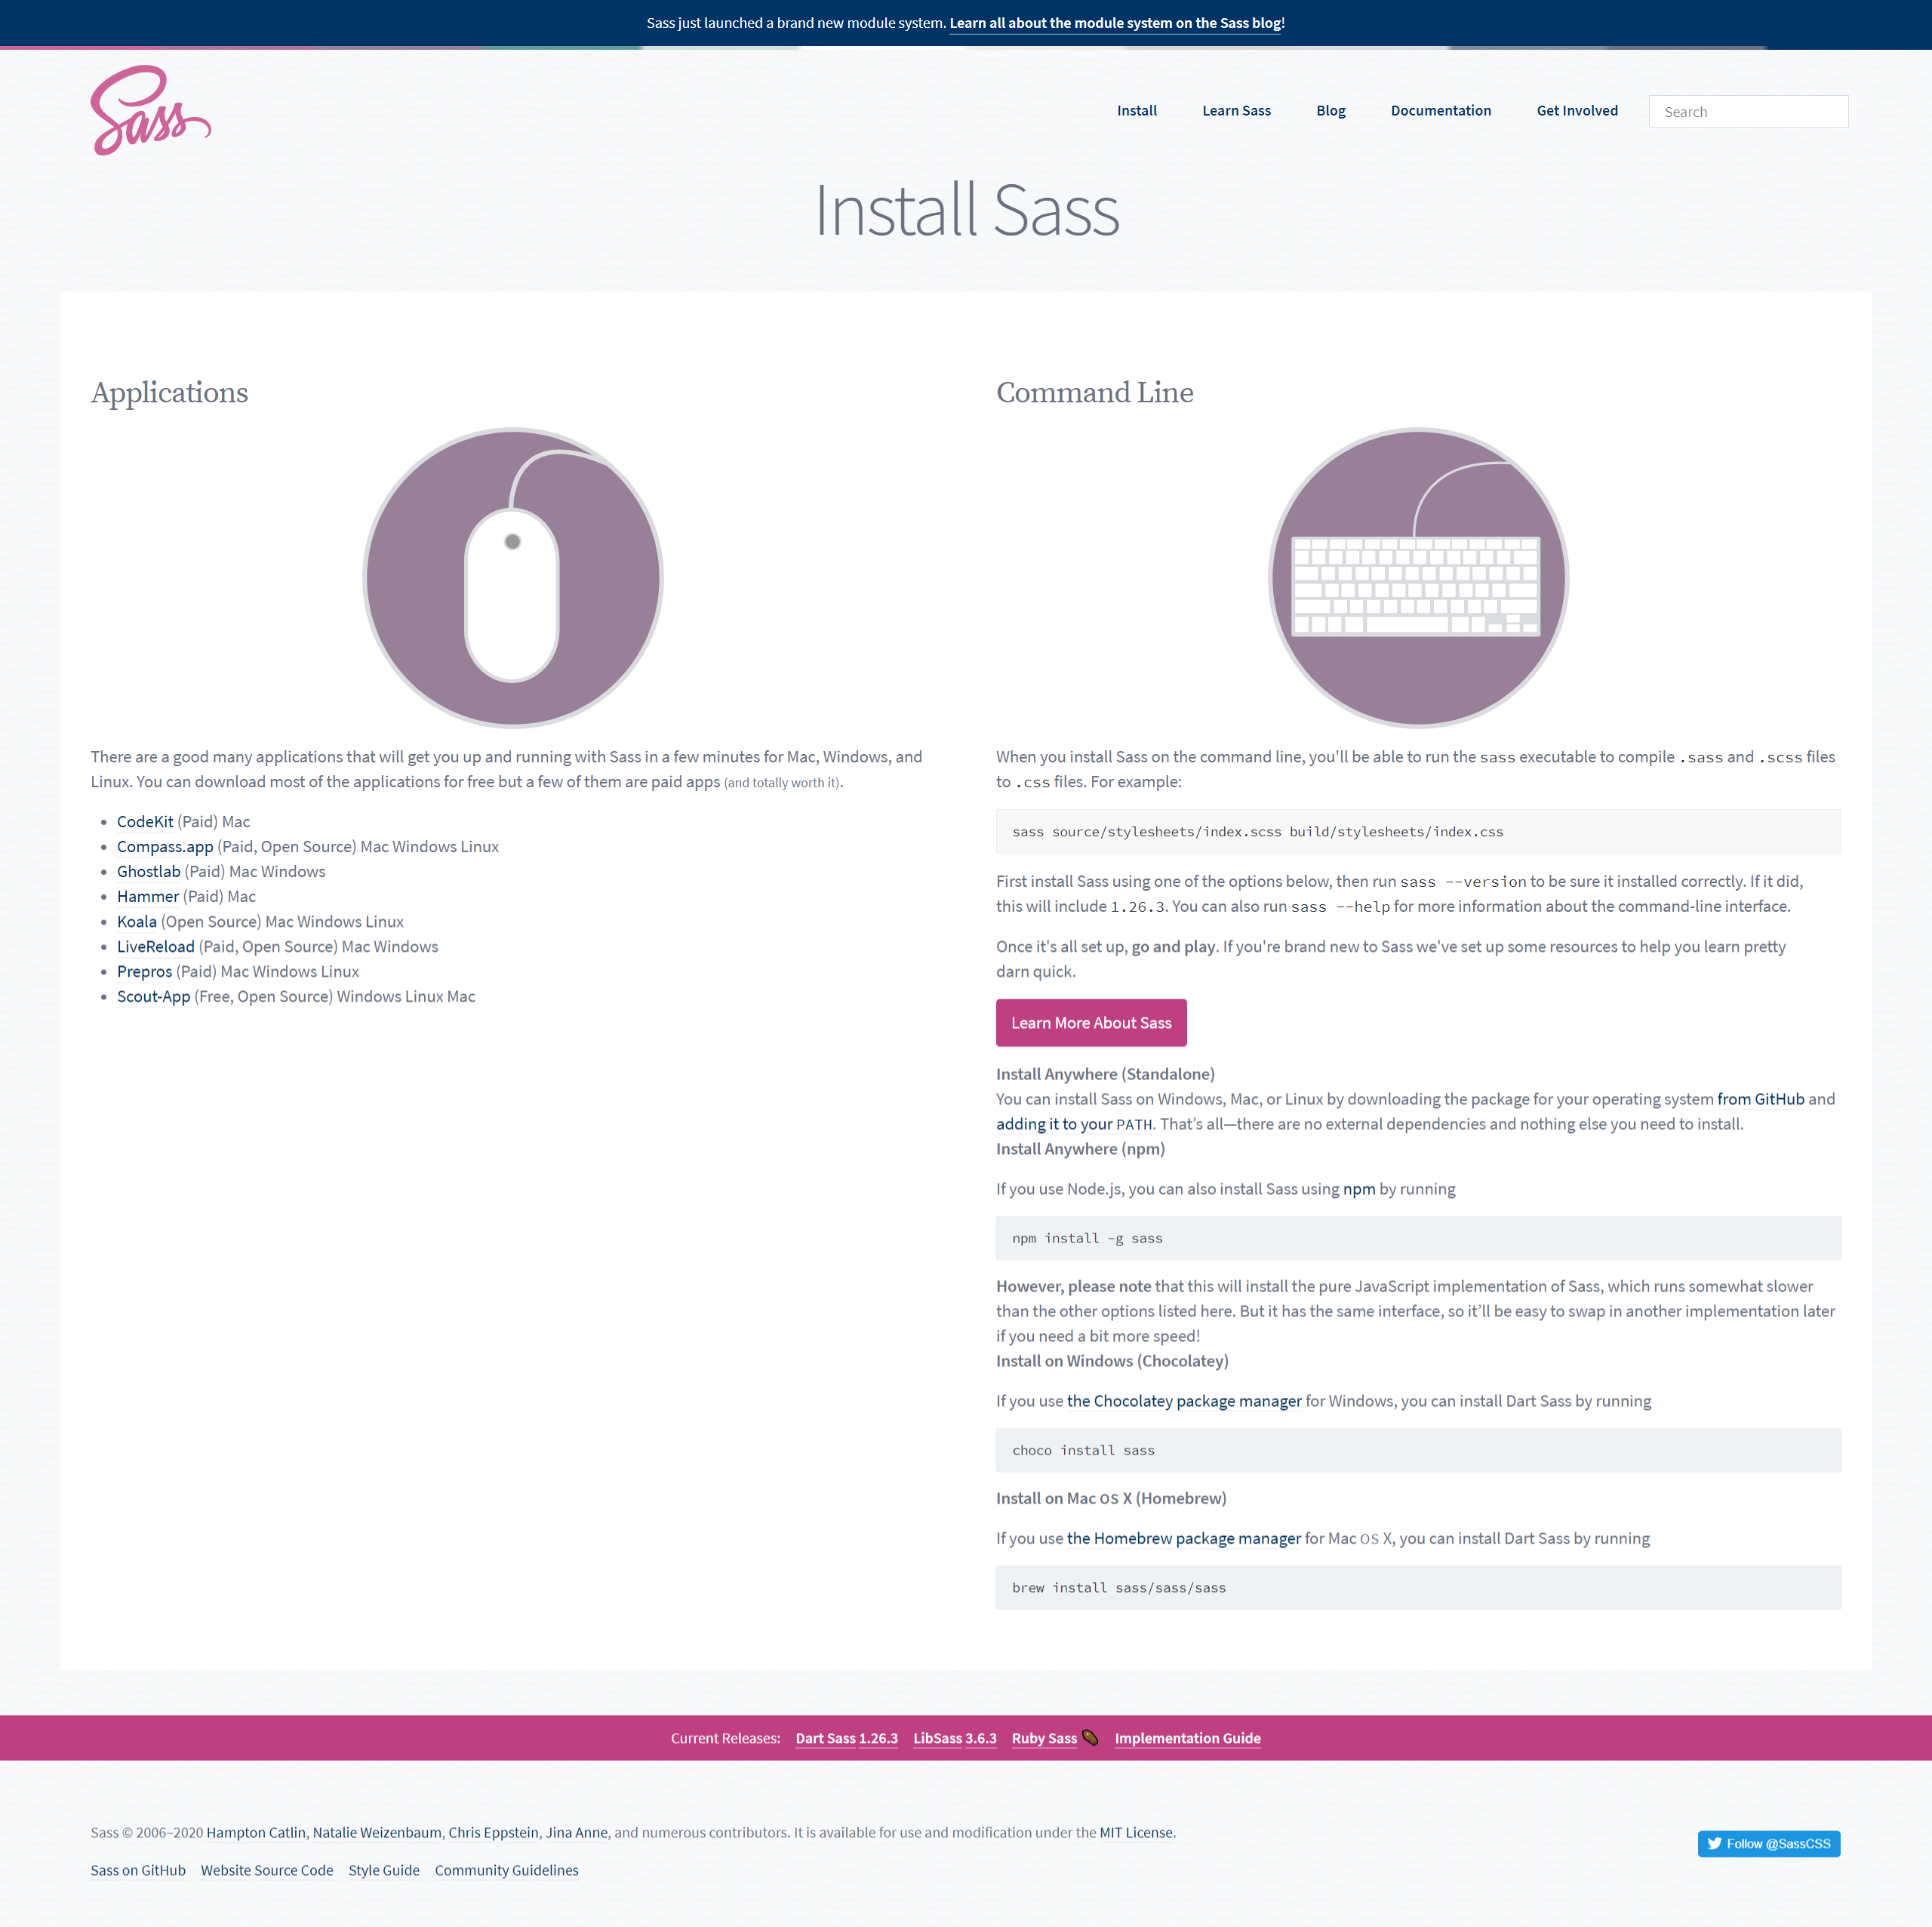 Sass just launched a brand new module system. Learn all about the module system on the Sass blog!
Sass
Install
Learn Sass
Blog
Documentation
Get Involved
Search
Install Sass
Applications
There are a good many applications that will get you up and running with Sass in a few minutes for Mac, Windows, and
Linux. You can download most of the applications for free but a few of them are paid apps (and totally worth it).
CodeKit (Paid) Mac
Compass.app (Paid, Open Source) Mac Windows Linux
Ghostlab (Paid) Mac Windows
Hammer (Paid) Mac
Koala (Open Source) Mac Windows Linux
LiveReload (Paid, Open Source) Mac Windows
Prepros (Paid) Mac Windows Linux
Scout-App (Free, Open Source) Windows Linux Mac
Command Line
When you install Sass on the command line, you'll be able to run the sass executable to compile .sass and .scss files
to .css files. For example:
sass source/stylesheets/index.scss build/stylesheets/index.css
First install Sass using one of the options below, then run sass --version to be sure it installed correctly. If it did,
this will include 1.26.3. You can also run sass --help for more information about the command-line interface.
Once it's all set up, go and play. If you're brand new to Sass we've set up some resources to help you learn pretty
darn quick.
Learn More About Sass
Install Anywhere (Standalone)
You can install Sass on Windows, Mac, or Linux by downloading the package for your operating system from GitHub and
adding it to your PATH. That’s all—there are no external dependencies and nothing else you need to install.
Install Anywhere (npm)
If you use Node.js, you can also install Sass using npm by running
npm install -g sass
However, please note that this will install the pure JavaScript implementation of Sass, which runs somewhat slower
than the other options listed here. But it has the same interface, so it’ll be easy to swap in another implementation later
if you need a bit more speed!
Install on Windows (Chocolatey)
If you use the Chocolatey package manager for Windows, you can install Dart Sass by running
choco install sass
Install on Mac OS X (Homebrew)
If you use the Homebrew package manager for Mac OS X, you can install Dart Sass by running
brew install sass/sass/sass
Current Releases: Dart Sass 1.26.3 LibSass 3.6.3 Ruby Sass Implementation Guide
Sass © 2006–2020 Hampton Catlin, Natalie Weizenbaum, Chris Eppstein, Jina Anne, and numerous contributors. It is available for use and modification under the MIT License.
Sass on GitHub Website Source Code Style Guide Community Guidelines
Follow @SassCSS